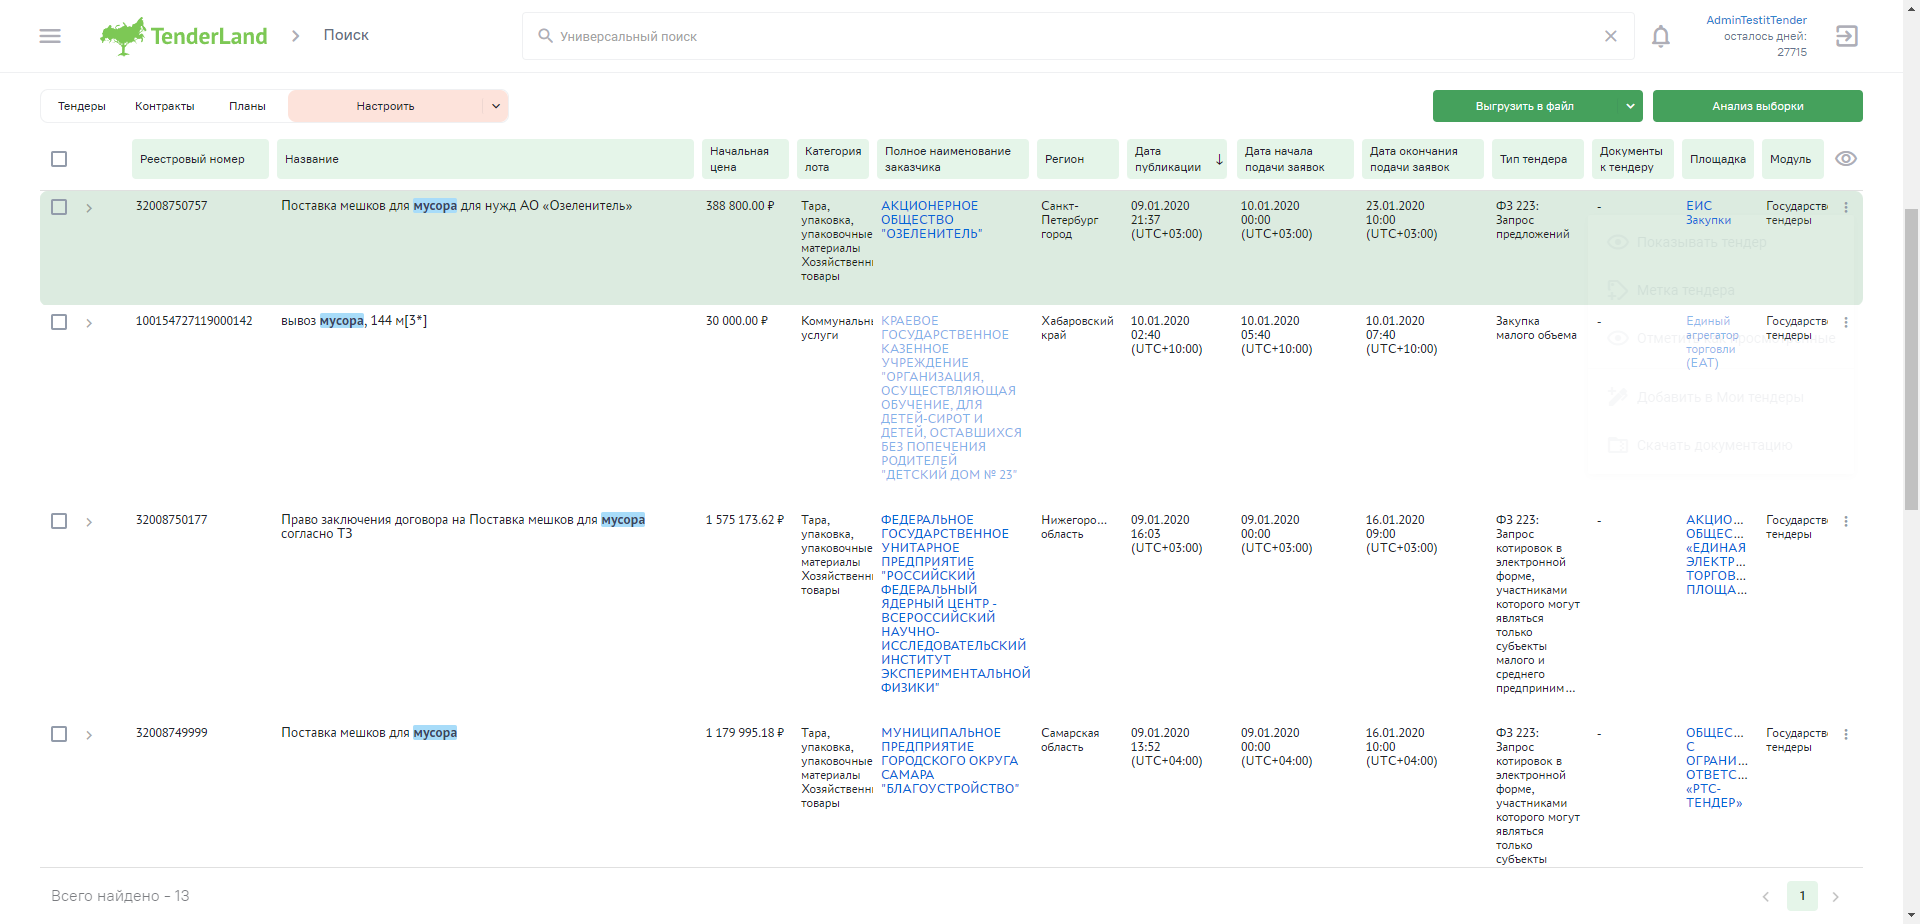 TenderLand
Поиск
Универсальный поиск
AdminTestitTender
осталось дней:
27715
Тендеры
Контракты
Планы
Настроить
Выгрузить в файл
Анализ выборки
Реестровый номер
Название
Начальная
цена
Категория
лота
Полное наименование
заказчика
Регион
Дата
публикации
Дата начала
подачи заявок
Дата окончания
подачи заявок
Тип тендера
Документы
к тендеру
Площадка
Модуль
32008750757
Поставка мешков для мусора для нужд АО «Озеленитель»
388 800.00 ₽
Тара,
упаковка,
упаковочные
материалы
Хозяйственн
товары
АКЦИОНЕРНОЕ
ОБЩЕСТВО
"ОЗЕЛЕНИТЕЛЬ"
Санкт-
Петербург
город
09.01.2020
21:37
(UTC+03:00)
10.01.2020
00:00
(UTC+03:00)
23.01.2020
10:00
(UTC+03:00)
ФЗ 223:
Запрос
предложений
-
ЕИС
Закупки
Государств
тендеры
Показывать тендер
Метка тендера
Добавить в Мои тендеры
Скачать документацию
100154727119000142
вывоз мусора, 144 м[3*]
30 000.00 ₽
Коммунальн
услуги
КРАЕВОЕ
ГОСУДАРСТВЕННОЕ
КАЗЕННОЕ
УЧРЕЖДЕНИЕ
"ОРГАНИЗАЦИЯ,
ОСУЩЕСТВЛЯЮЩАЯ
ОБУЧЕНИЕ, ДЛЯ
ДЕТЕЙ-СИРОТ И
ДЕТЕЙ, ОСТАВШИХСЯ
БЕЗ ПОПЕЧЕНИЯ
РОДИТЕЛЕЙ
"ДЕТСКИЙ ДОМ № 23"
Хабаровский
край
10.01.2020
02:40
(UTC+10:00)
10.01.2020
05:40
(UTC+10:00)
10.01.2020
07:40
(UTC+10:00)
Закупка
малого объема
-
Единый
агрегатор
торговли
(ЕАТ)
Государств
тендеры
32008750177
Право заключения договора на Поставка мешков для мусора
согласно ТЗ
1 575 173.62 ₽
Тара,
упаковка,
упаковочные
материалы
Хозяйственн
товары
ФЕДЕРАЛЬНОЕ
ГОСУДАРСТВЕННОЕ
УНИТАРНОЕ
ПРЕДПРИЯТИЕ
"РОССИЙСКИЙ
ФЕДЕРАЛЬНЫЙ
ЯДЕРНЫЙ ЦЕНТР -
ВСЕРОССИЙСКИЙ
НАУЧНО-
ИССЛЕДОВАТЕЛЬСКИЙ
ИНСТИТУТ
ЭКСПЕРИМЕНТАЛЬНОЙ
ФИЗИКИ"
Нижегоро...
область
09.01.2020
16:03
(UTC+03:00)
09.01.2020
00:00
(UTC+03:00)
16.01.2020
09:00
(UTC+03:00)
ФЗ 223:
Запрос
котировок в
электронной
форме,
участниками
которого могут
являться
только
субъекты
малого и
среднего
предприним...
-
АКЦИО...
ОБЩЕС...
«ЕДИНАЯ
ЭЛЕКТР...
ТОРГОВ...
ПЛОЩА...
Государств
тендеры
32008749999
Поставка мешков для мусора
1 179 995.18 ₽
Тара,
упаковка,
упаковочные
материалы
Хозяйственн
товары
МУНИЦИПАЛЬНОЕ
ПРЕДПРИЯТИЕ
ГОРОДСКОГО ОКРУГА
САМАРА
"БЛАГОУСТРОЙСТВО"
Самарская
область
09.01.2020
13:52
(UTC+04:00)
09.01.2020
00:00
(UTC+04:00)
16.01.2020
10:00
(UTC+04:00)
ФЗ 223:
Запрос
котировок в
электронной
форме,
участниками
которого могут
являться
только
субъекты
-
ОБЩЕС...
С
ОГРАНИ...
ОТВЕТС...
«РТС-
ТЕНДЕР»
Государств
тендеры
Всего найдено - 13
1